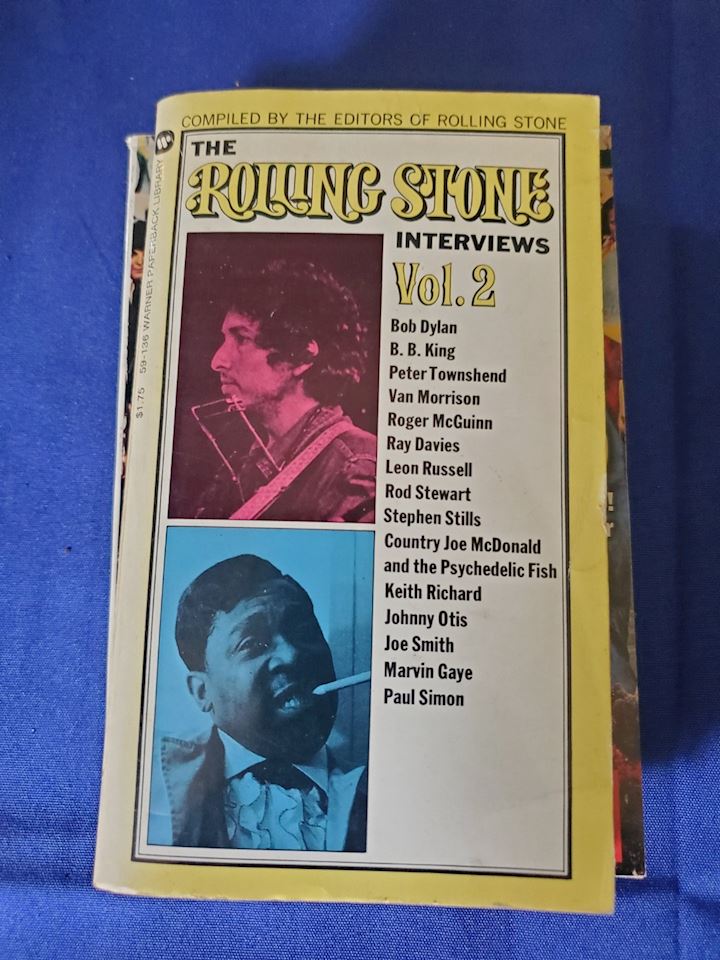 COMPILED BY THE EDITORS OF ROLLING STONE
THE
ROLLING STONE
INTERVIEWS
Vol. 2
Bob Dylan
B. B. King
Peter Townshend
Van Morrison
Roger McGuinn
Ray Davies
Leon Russell
Rod Stewart
Stephen Stills
Country Joe McDonald
and the Psychedelic Fish
Keith Richard
Johnny Otis
Joe Smith
Marvin Gaye
Paul Simon
$1.75 59-136 WARNER PAPERBACK LIBRARY